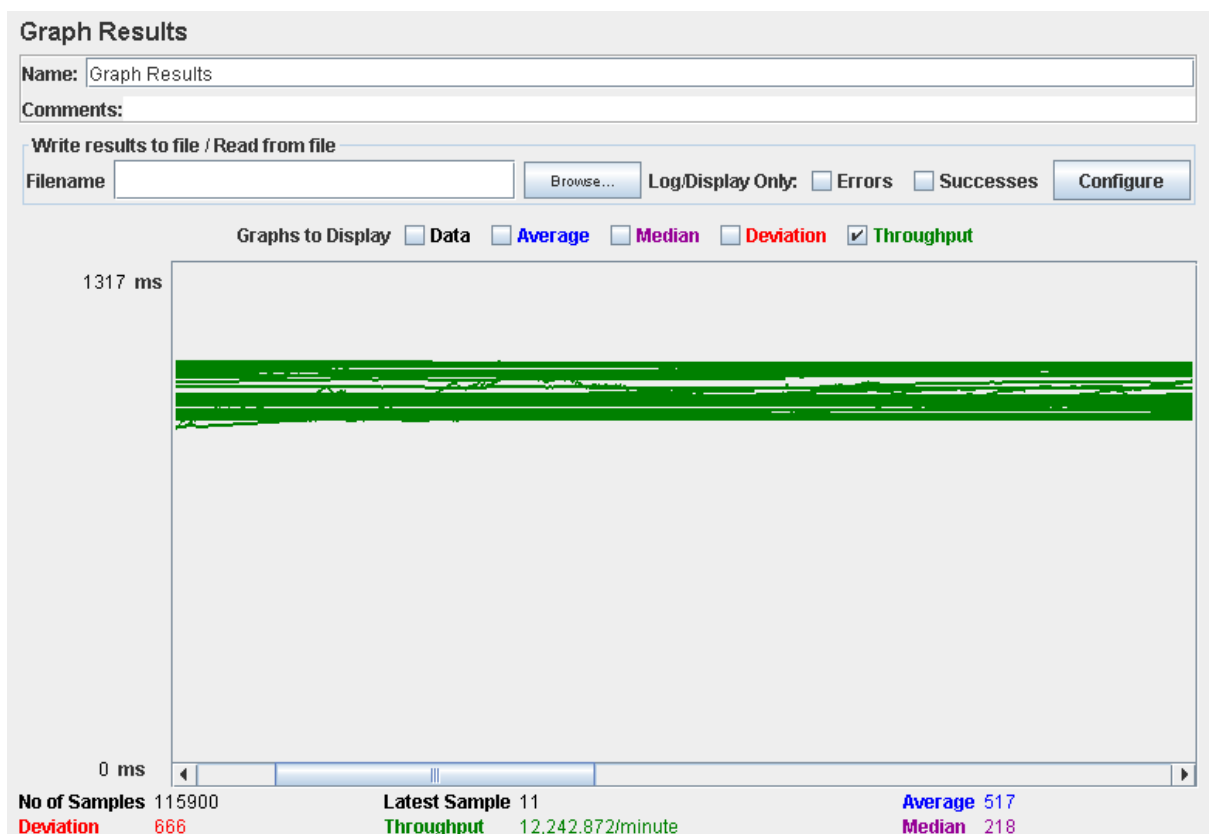 Graph Results
Name: Graph Results
Comments:
Write results to file / Read from file
Filename Browse... Log/Display Only: Errors Successes Configure
Graphs to Display Data Average Median Deviation Throughput
1317 ms
0 ms
No of Samples 115900 Latest Sample 11 Average 517
Deviation 666 Throughput 12,242.872/minute Median 218